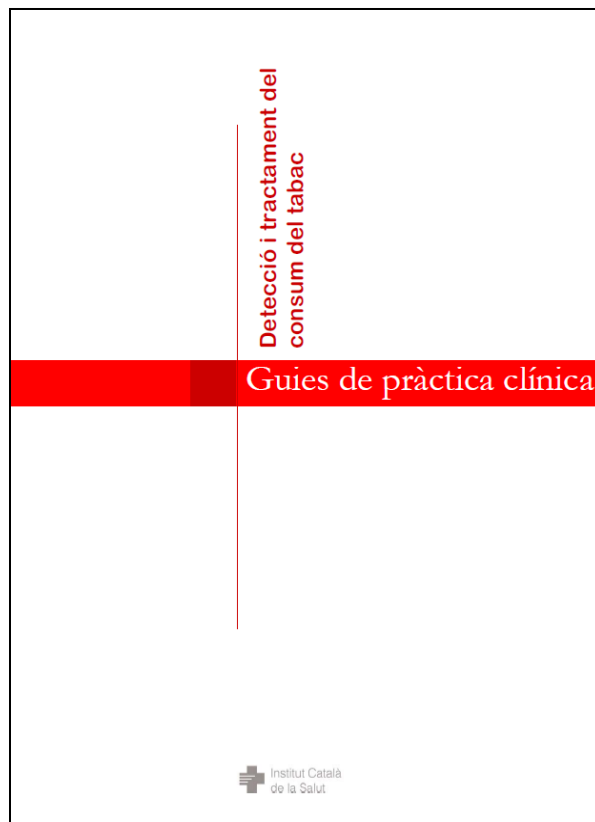 Detecció i tractament del
consum del tabac
Guies de pràctica clínica
Institut Català
de la Salut